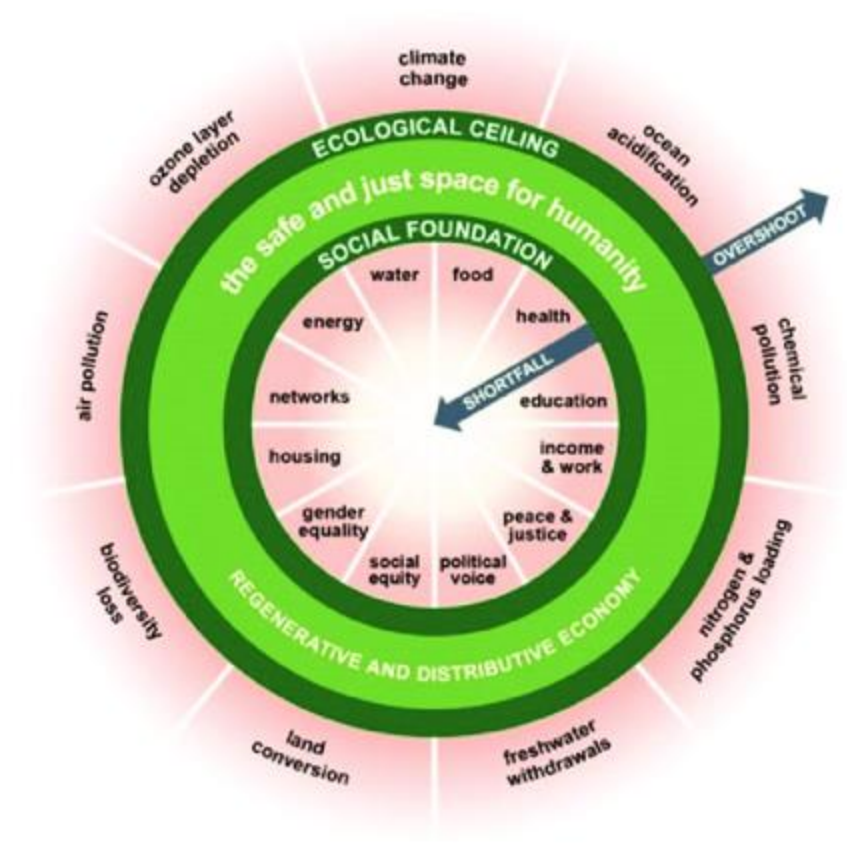 climate
change
ozone layer
depletion
ocean
acidification
ECOLOGICAL CEILING
the safe and just space for humanity
OVERSHOOT
SOCIAL FOUNDATION
water
food
energy
health
SHORTFALL
air pollution
chemical
pollution
networks
education
housing
income
& work
gender
equality
peace &
justice
social
equity
political
voice
biodiversity
loss
nitrogen &
phosphorus loading
REGENERATIVE AND DISTRIBUTIVE ECONOMY
land
conversion
freshwater
withdrawals